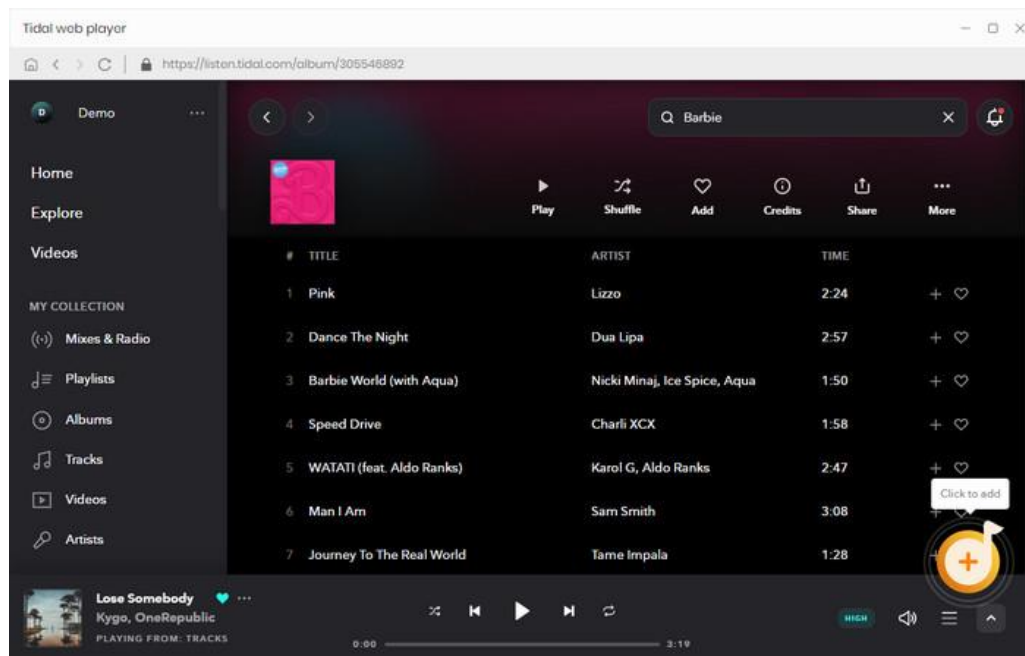 Tidal web player
https://listen.tidal.com/album/305546892
D Demo
Barbie
Home
Explore
Videos
Play Shuffle Add Credits Share More
# TITLE ARTIST TIME
1 Pink Lizzo 2:24
MY COLLECTION
Mixes & Radio
2 Dance The Night Dua Lipa 2:57
Playlists
3 Barbie World (with Aqua) Nicki Minaj, Ice Spice, Aqua 1:50
Albums
4 Speed Drive Charli XCX 1:58
Tracks
5 WATATI (feat. Aldo Ranks) Karol G, Aldo Ranks 2:47
Videos
Click to add
6 Man I Am Sam Smith 3:08
Artists
7 Journey To The Real World Tame Impala 1:28
Lose Somebody
Kygo, OneRepublic
PLAYING FROM: TRACKS
0:00 3:19
HIGH